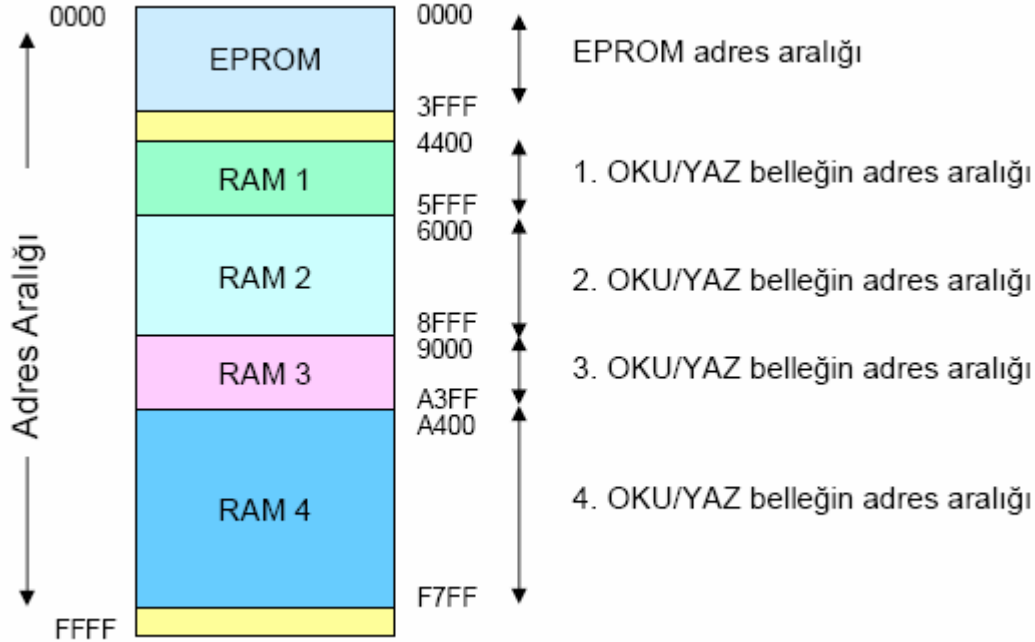 0000
0000
EPROM
EPROM adres aralığı
3FFF
4400
RAM 1
1. OKU/YAZ belleğin adres aralığı
5FFF
6000
Adres Aralığı
RAM 2
2. OKU/YAZ belleğin adres aralığı
8FFF
9000
RAM 3
3. OKU/YAZ belleğin adres aralığı
A3FF
A400
RAM 4
4. OKU/YAZ belleğin adres aralığı
F7FF
FFFF